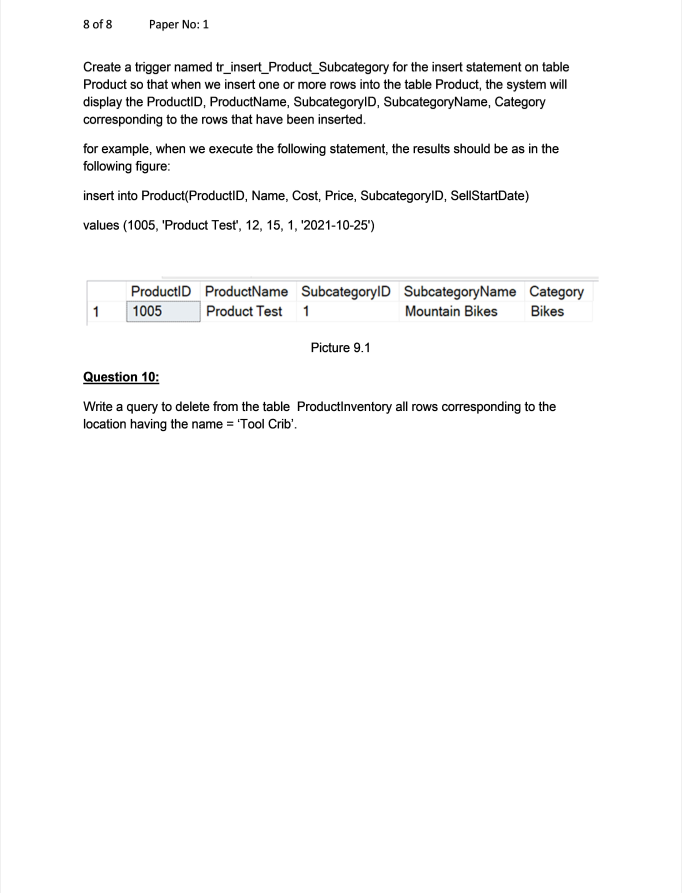 8 of 8 Paper No: 1
Create a trigger named tr_insert_Product_Subcategory for the insert statement on table
Product so that when we insert one or more rows into the table Product, the system will
display the ProductID, ProductName, SubcategoryID, SubcategoryName, Category
corresponding to the rows that have been inserted.
for example, when we execute the following statement, the results should be as in the
following figure:
insert into Product(ProductID, Name, Cost, Price, SubcategoryID, SellStartDate)
values (1005, 'Product Test', 12, 15, 1, '2021-10-25')
ProductID ProductName SubcategoryID SubcategoryName Category
1 1005 Product Test 1 Mountain Bikes Bikes
Picture 9.1
Question 10:
Write a query to delete from the table ProductInventory all rows corresponding to the
location having the name = ‘Tool Crib’.